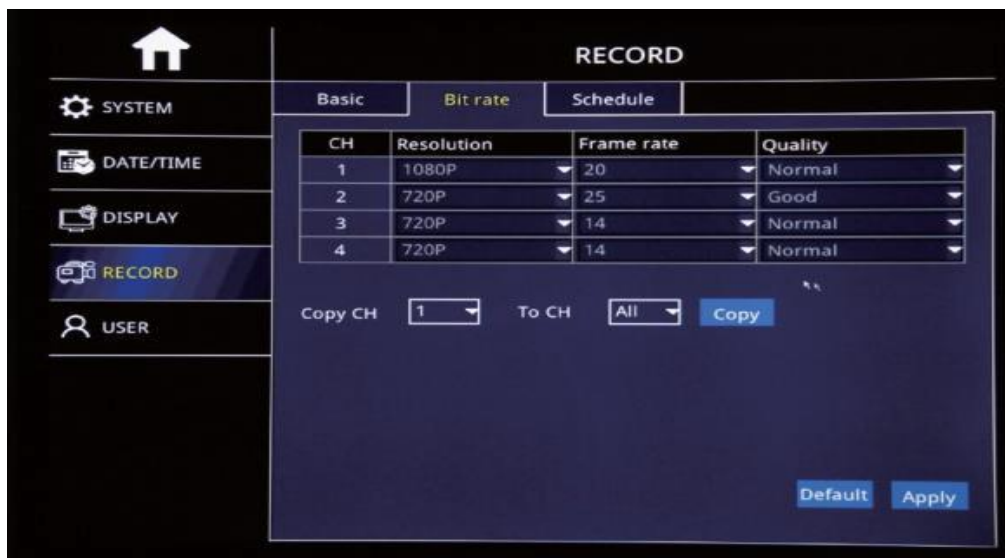 RECORD
SYSTEM
DATE/TIME
DISPLAY
RECORD
USER
Basic Bit rate Schedule
CH Resolution Frame rate Quality
1 1080P 20 Normal
2 720P 25 Good
3 720P 14 Normal
4 720P 14 Normal
Copy CH 1 To CH All Copy
Default Apply